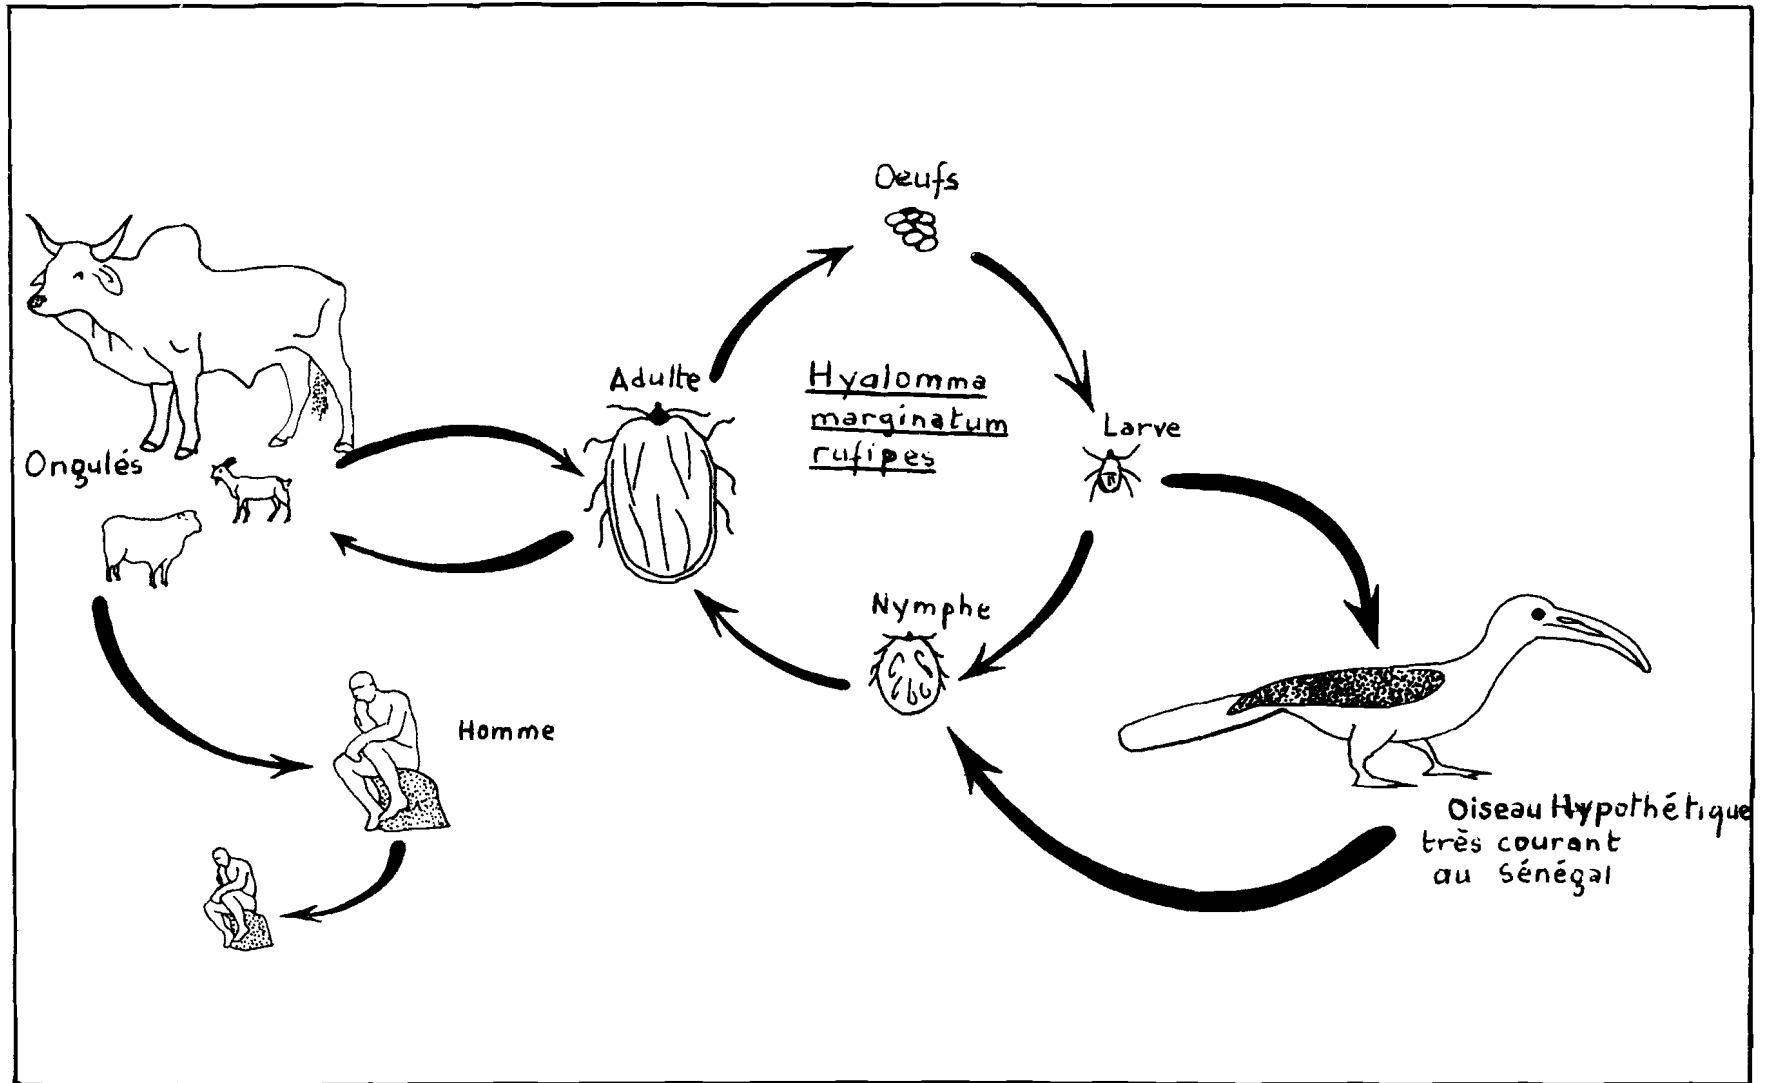 Oeufs
Adulte
Hyalomma
marginatum
rufipes
Larve
Ongulés
Nymphe
Homme
Oiseau Hypothétique
très courant
au Sénégal